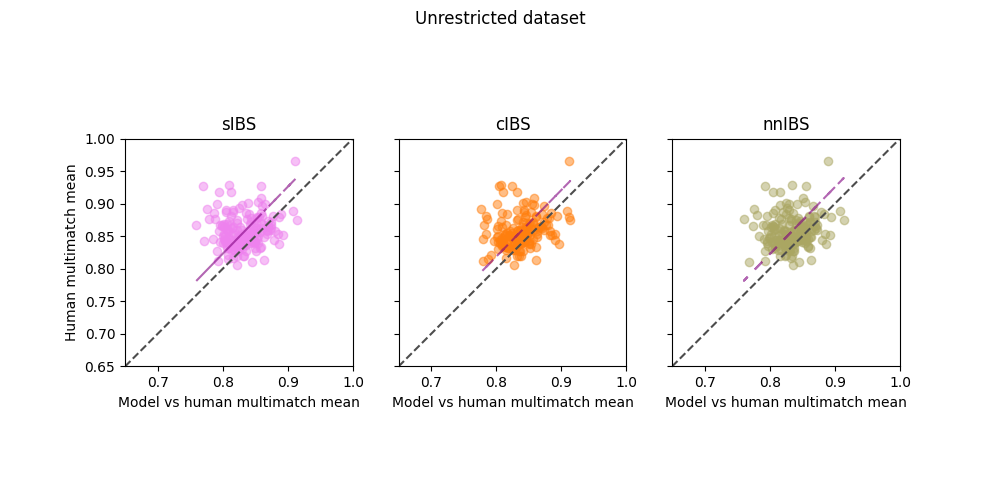 Unrestricted dataset
sIBS
cIBS
nnIBS
1.00
0.95
0.90
0.85
0.80
0.75
0.70
0.65
Human multimatch mean
0.7 0.8 0.9 1.0
0.7 0.8 0.9 1.0
0.7 0.8 0.9 1.0
Model vs human multimatch mean
Model vs human multimatch mean
Model vs human multimatch mean